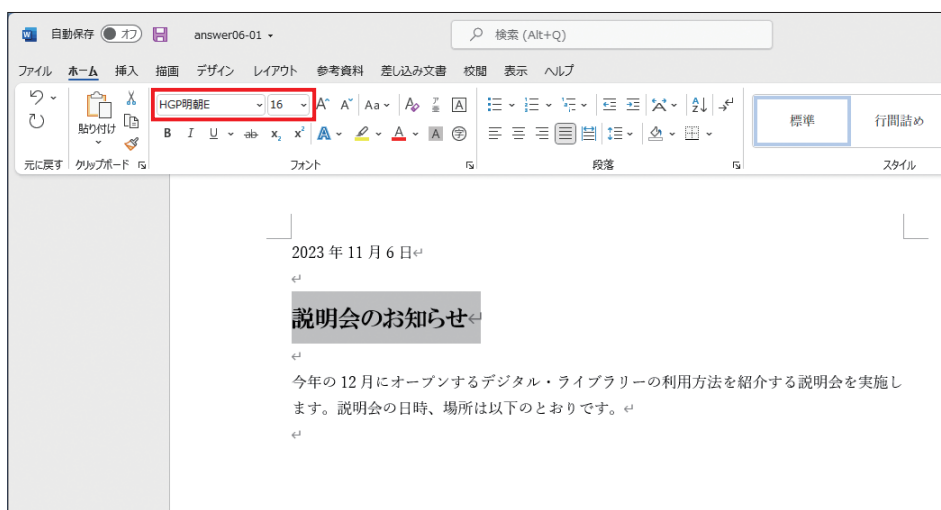 自動保存 オフ answer06-01 検索 (Alt+Q)
ファイル ホーム 挿入 描画 デザイン レイアウト 参考資料 差し込み文書 校閲 表示 ヘルプ
HGP明朝E 16 Aa
貼り付け B I U ab x₂ x² A A A 字 標準 行間詰め
元に戻す クリップボード フォント 段落 スタイル
2023 年 11 月 6 日
説明会のお知らせ
今年の 12 月にオープンするデジタル・ライブラリーの利用方法を紹介する説明会を実施し
ます。説明会の日時、場所は以下のとおりです。